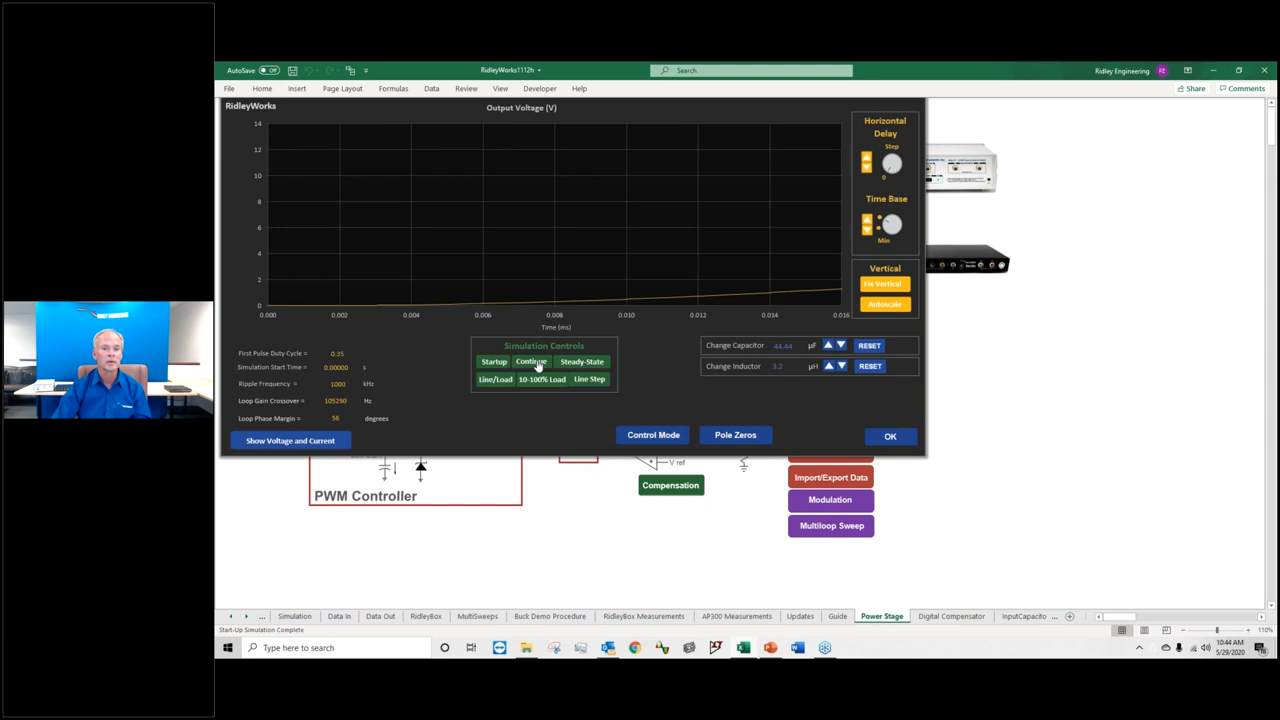 AutoSave Off
RidleyWorks1112h
Search
Ridley Engineering
RE
File Home Insert Page Layout Formulas Data Review View Developer Help
Share
Comments
RidleyWorks
Output Voltage (V)
14
12
10
8
6
4
2
0
0.000 0.002 0.004 0.006 0.008 0.010 0.012 0.014 0.016
Time (ms)
Horizontal
Delay
Step
0
Time Base
Min
Vertical
Fix Vertical
Autoscale
Simulation Controls
Startup Continue Steady-State
Line/Load 10-100% Load Line Step
First Pulse Duty Cycle = 0.35
Simulation Start Time = 0.00000 s
Ripple Frequency = 1000 kHz
Loop Gain Crossover = 105290 Hz
Loop Phase Margin = 56 degrees
Change Capacitor 44.44 µF RESET
Change Inductor 3.2 µH RESET
Show Voltage and Current
Control Mode
Pole Zeros
OK
PWM Controller
V ref
Compensation
Import/Export Data
Modulation
Multiloop Sweep
... Simulation Data In Data Out RidleyBox MultiSweeps Buck Demo Procedure RidleyBox Measurements AP300 Measurements Updates Guide Power Stage Digital Compensator InputCapacito ...
Start-Up Simulation Complete
110%
Type here to search
10:44 AM
5/29/2020